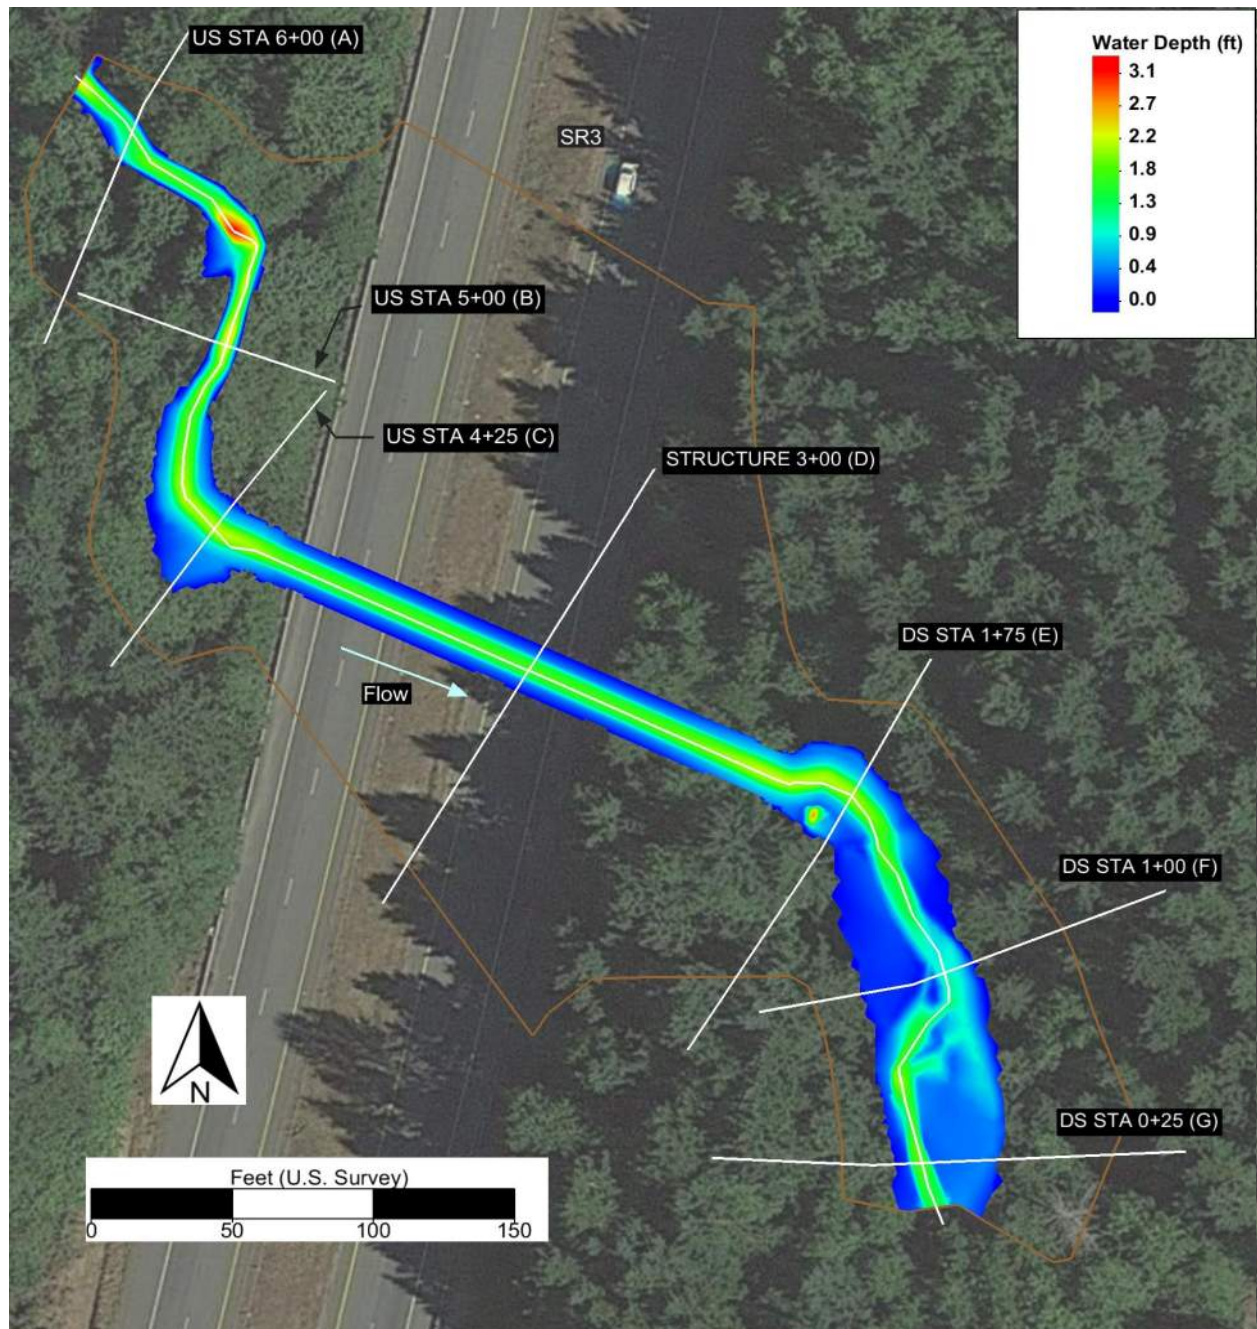 US STA 6+00 (A)
Water Depth (ft)
3.1
2.7
2.2
1.8
1.3
0.9
0.4
0.0
SR3
US STA 5+00 (B)
US STA 4+25 (C)
STRUCTURE 3+00 (D)
DS STA 1+75 (E)
Flow
DS STA 1+00 (F)
N
DS STA 0+25 (G)
Feet (U.S. Survey)
0 50 100 150